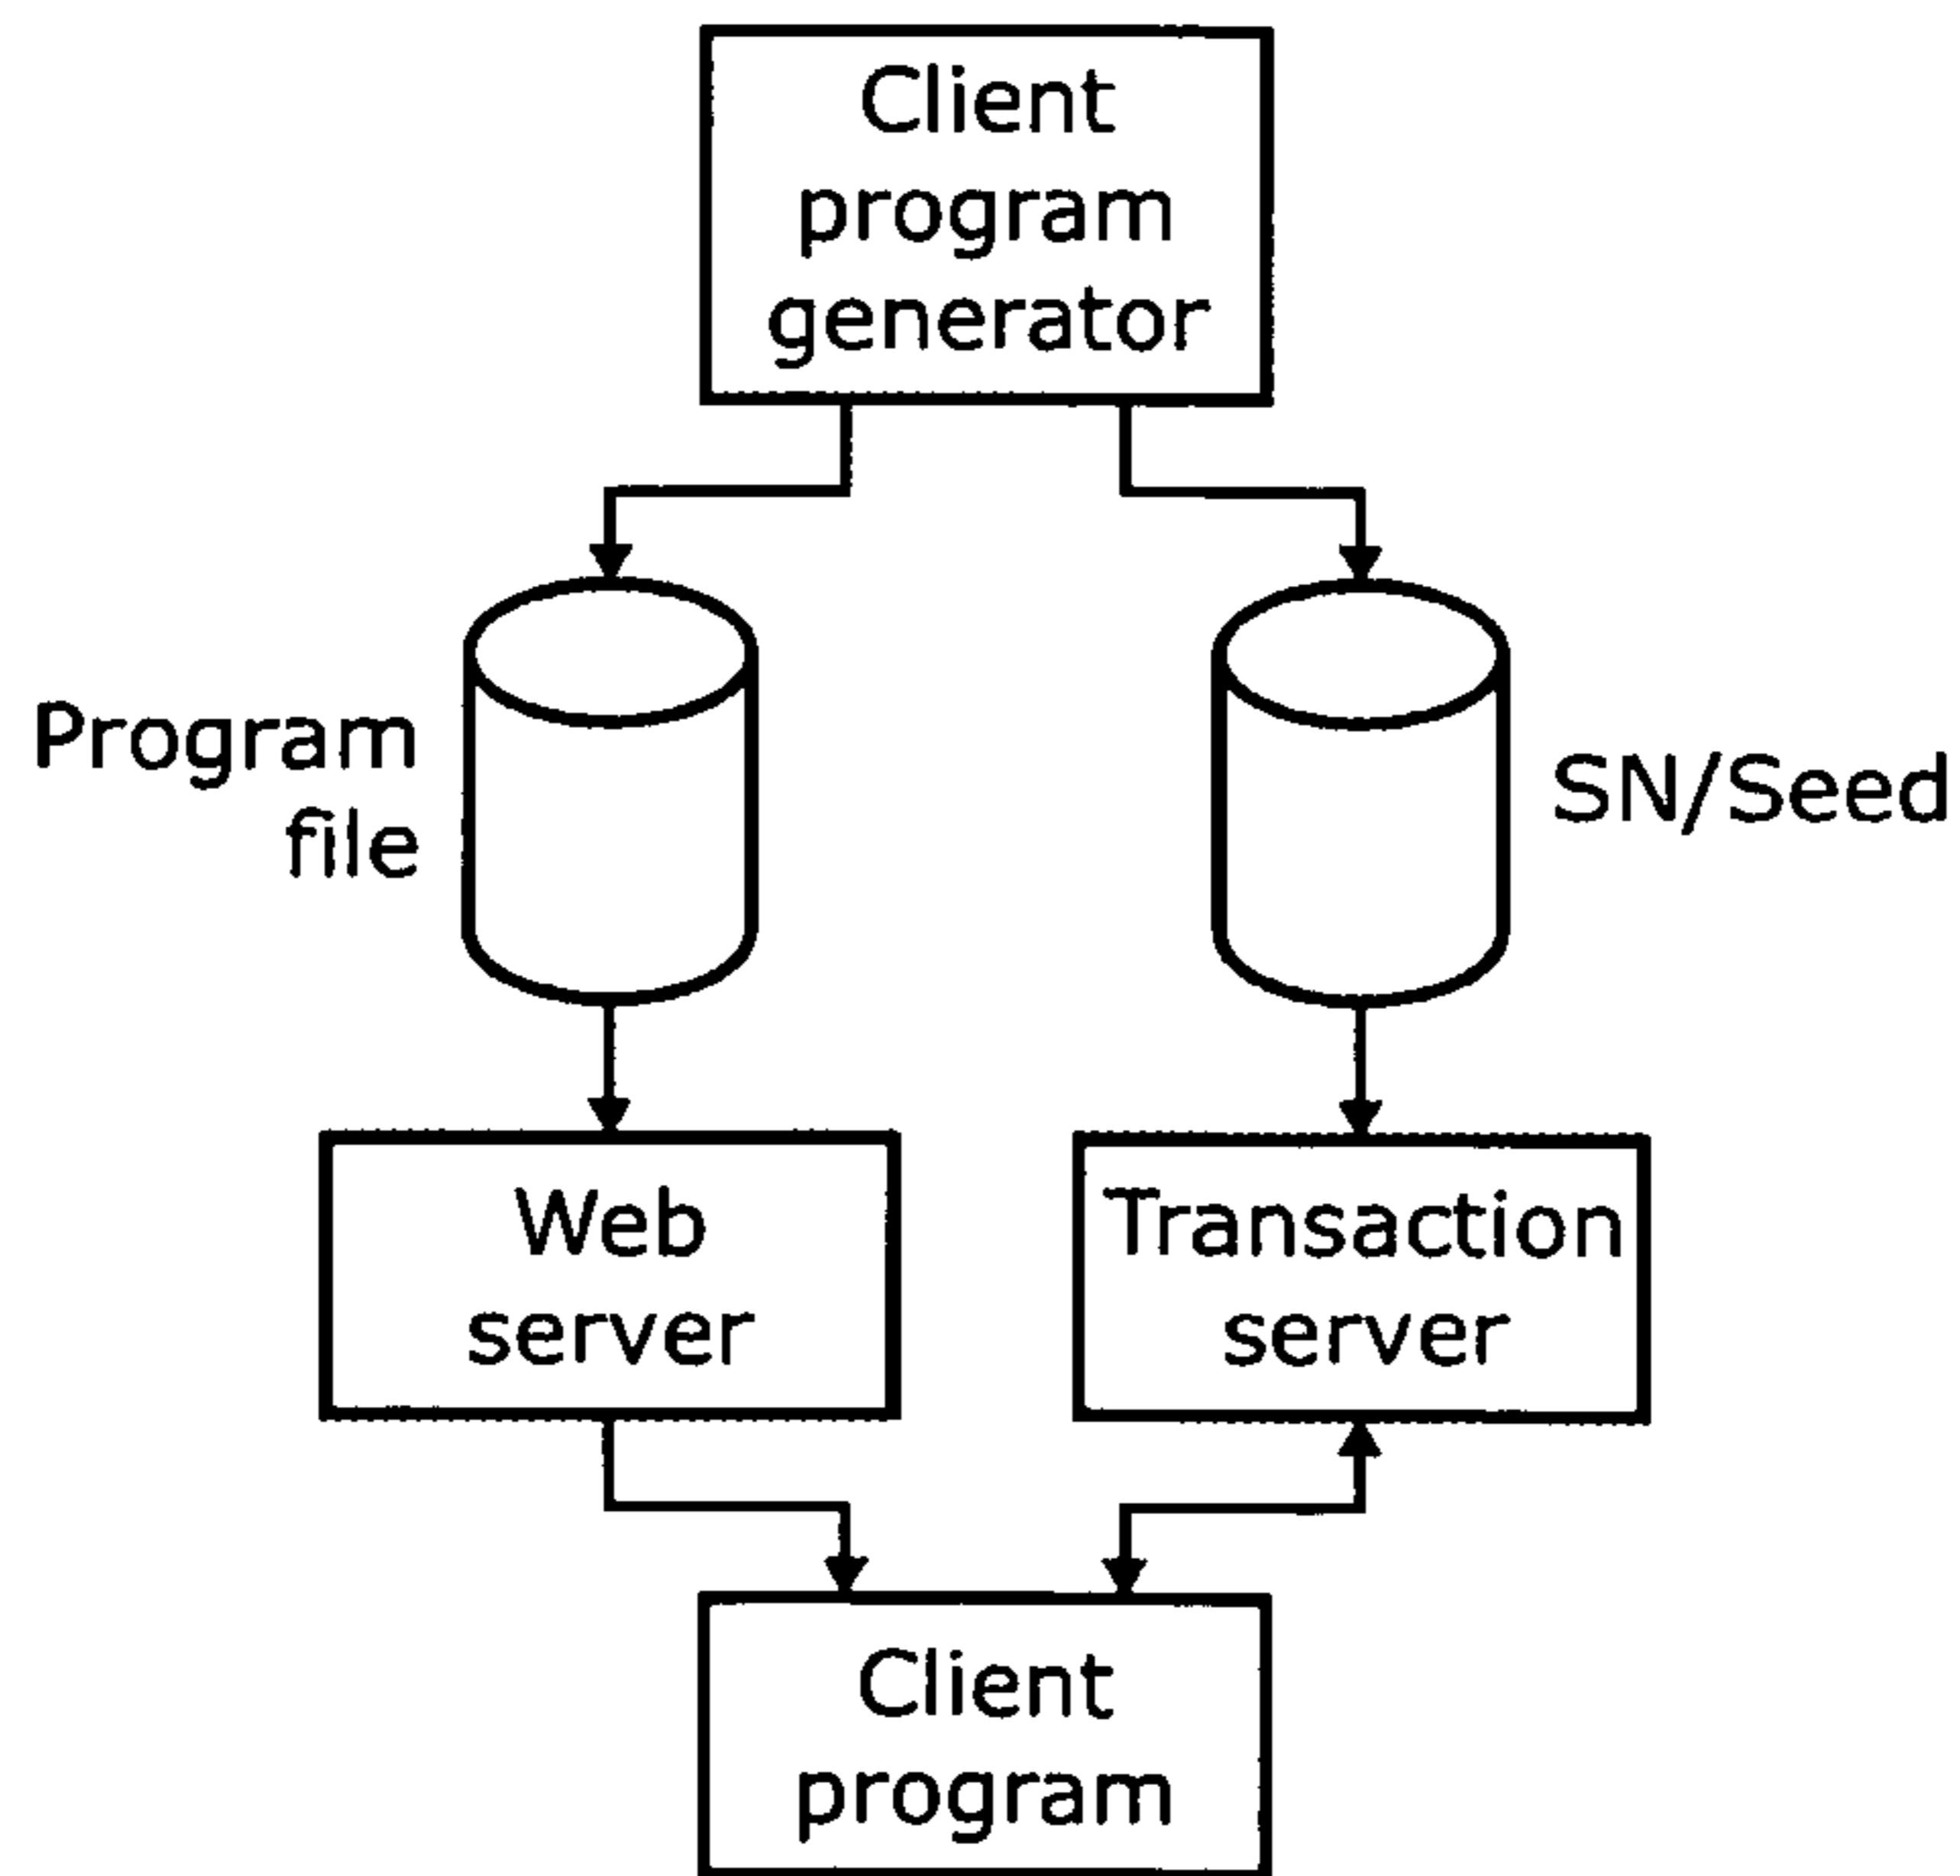 Client
program
generator
Program
file
SN/Seed
Web
server
Transaction
server
Client
program